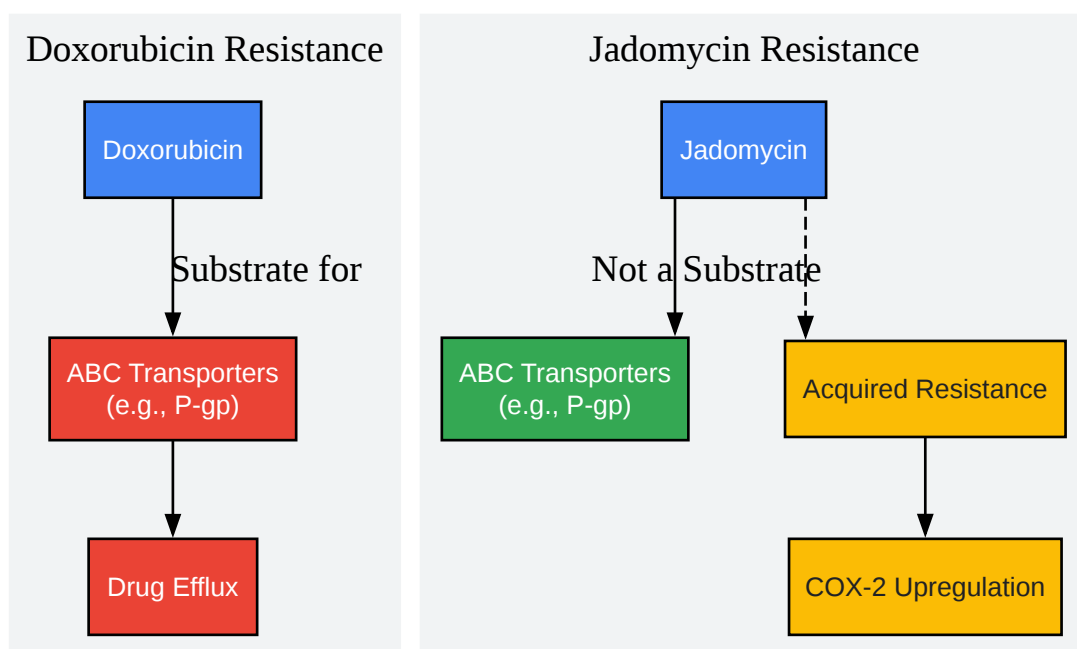 Doxorubicin Resistance
Doxorubicin
Substrate for
ABC Transporters
(e.g., P-gp)
Drug Efflux
Jadomycin Resistance
Jadomycin
Not a Substrate
ABC Transporters
(e.g., P-gp)
Acquired Resistance
COX-2 Upregulation